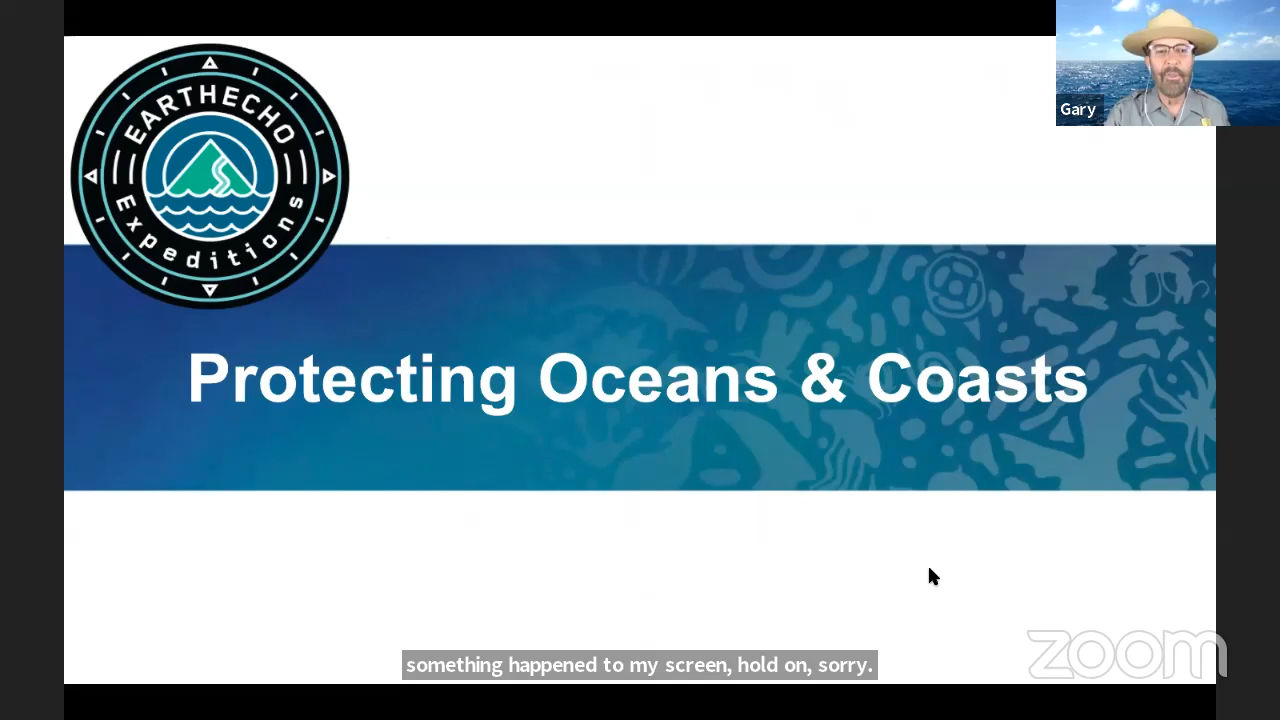 EARTHECHO
Expeditions
Gary
Protecting Oceans & Coasts
something happened to my screen, hold on, sorry.
zoom